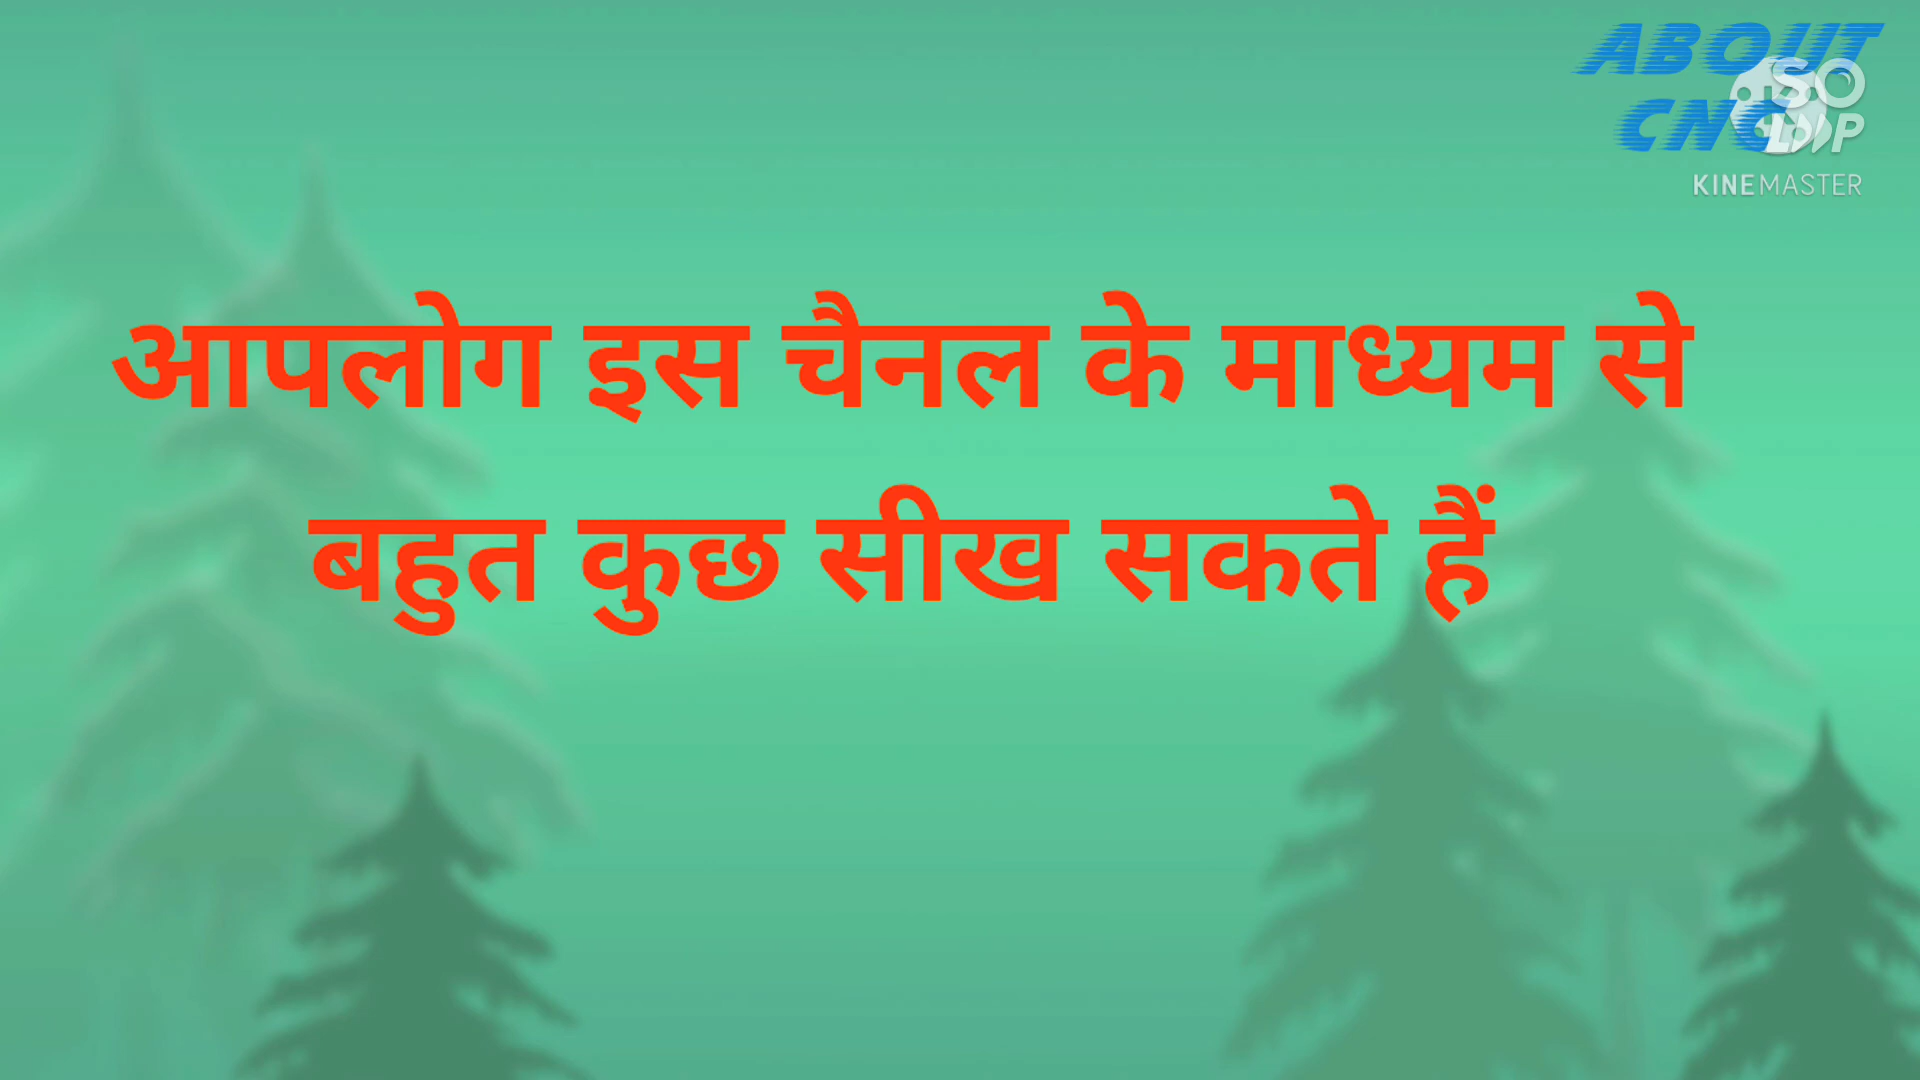 ABOUT
CNC
KINEMASTER
आपलोग इस चैनल के माध्यम से
बहुत कुछ सीख सकते हैं